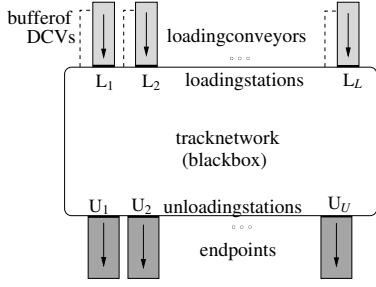 bufferof
DCVs
loadingconveyors
L1 L2 loadingstations LL
tracknetwork
(blackbox)
U1 U2 unloadingstations UU
endpoints